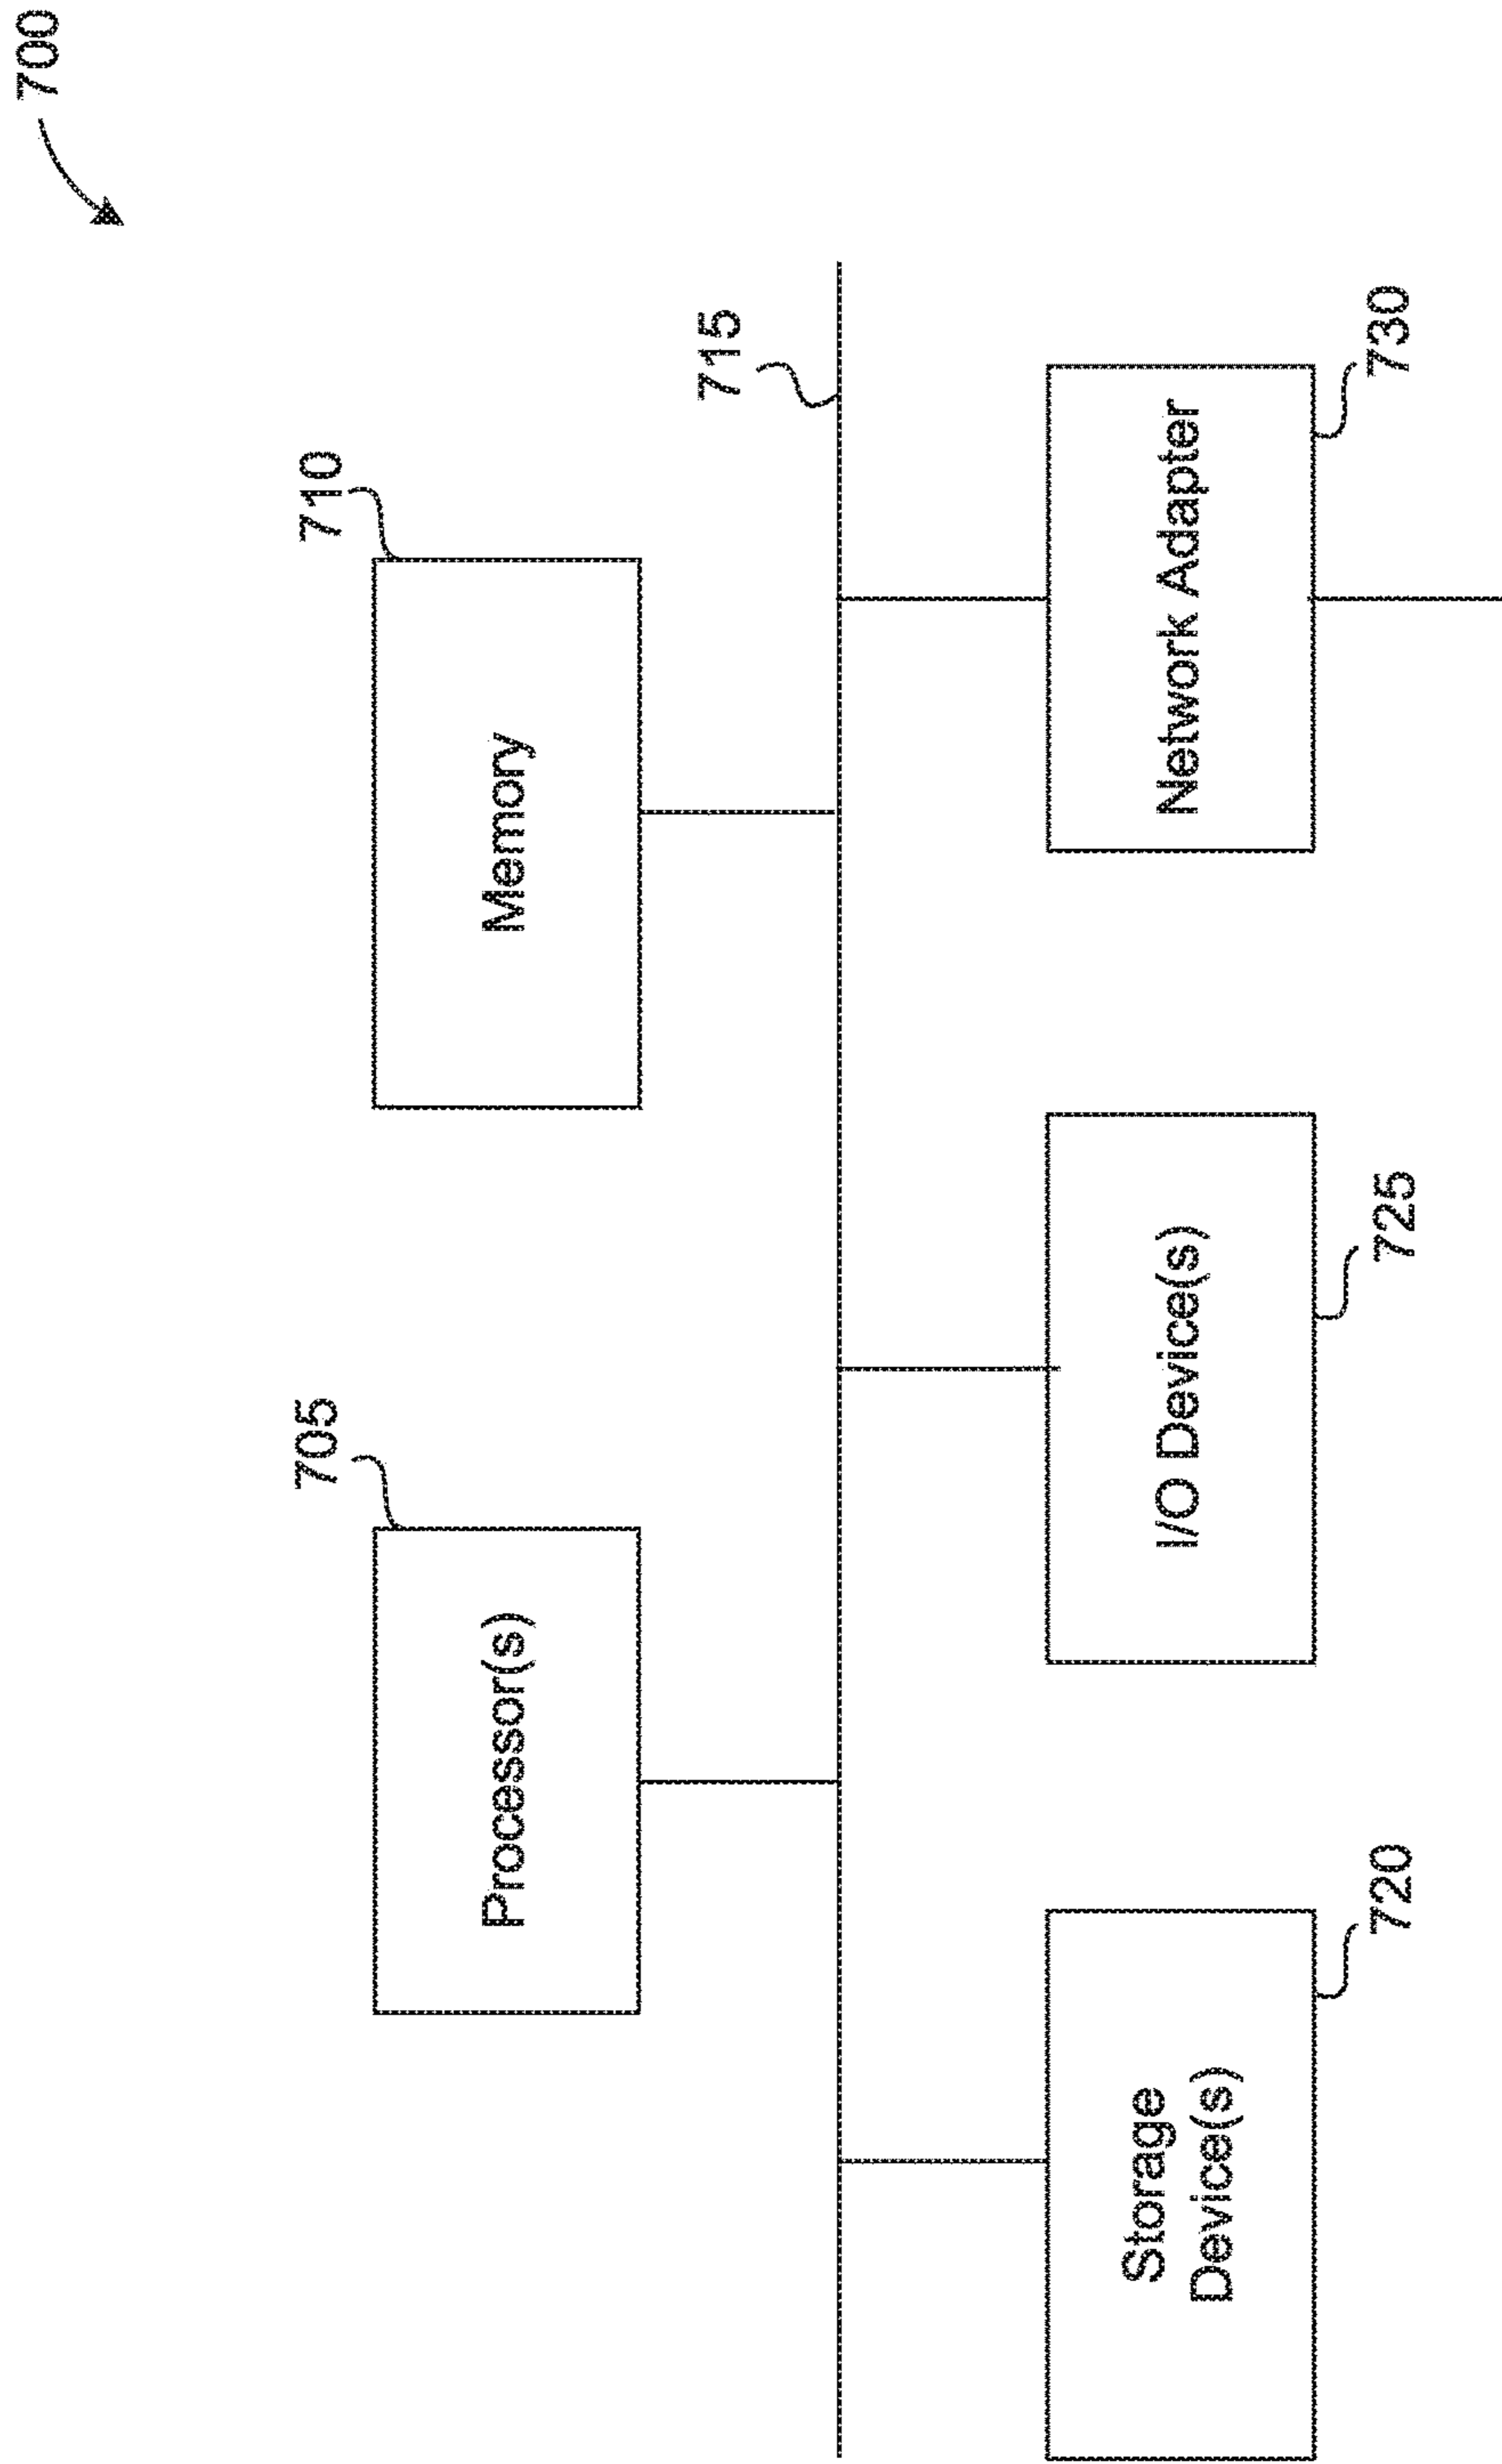 700
705
Processor(s)
710
Memory
715
Storage
Device(s)
720
I/O Device(s)
725
Network Adapter
730